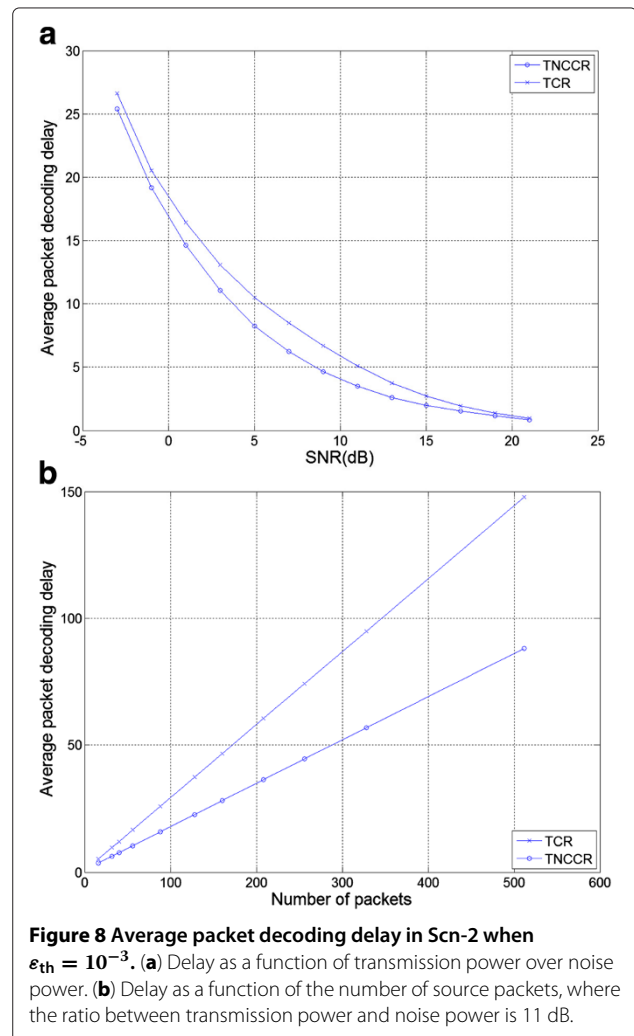 a
30
25
20
15
10
5
0
Average packet decoding delay
TNCCR
TCR
-5 0 5 10 15 20 25
SNR(dB)
b
150
100
50
0
Average packet decoding delay
TCR
TNCCR
0 100 200 300 400 500 600
Number of packets
Figure 8 Average packet decoding delay in Scn-2 when
εth = 10⁻³. (a) Delay as a function of transmission power over noise
power. (b) Delay as a function of the number of source packets, where
the ratio between transmission power and noise power is 11 dB.